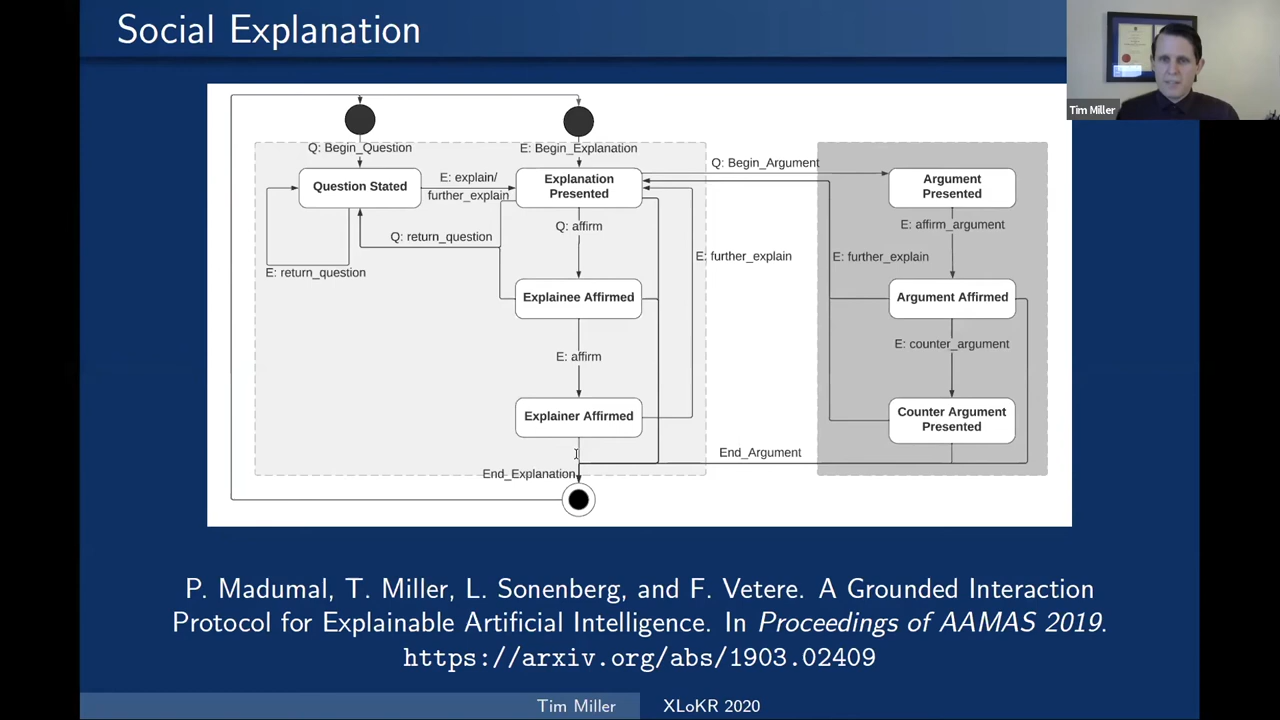 Social Explanation
Tim Miller
Q: Begin_Question
E: Begin_Explanation
Q: Begin_Argument
Question Stated
E: explain/
further_explain
Explanation
Presented
Argument
Presented
Q: affirm
E: affirm_argument
Q: return_question
E: return_question
E: further_explain
E: further_explain
Explainee Affirmed
Argument Affirmed
E: affirm
E: counter_argument
Explainer Affirmed
Counter Argument
Presented
End_Argument
End_Explanation
P. Madumal, T. Miller, L. Sonenberg, and F. Vetere. A Grounded Interaction
Protocol for Explainable Artificial Intelligence. In Proceedings of AAMAS 2019.
https://arxiv.org/abs/1903.02409
Tim Miller XLoKR 2020